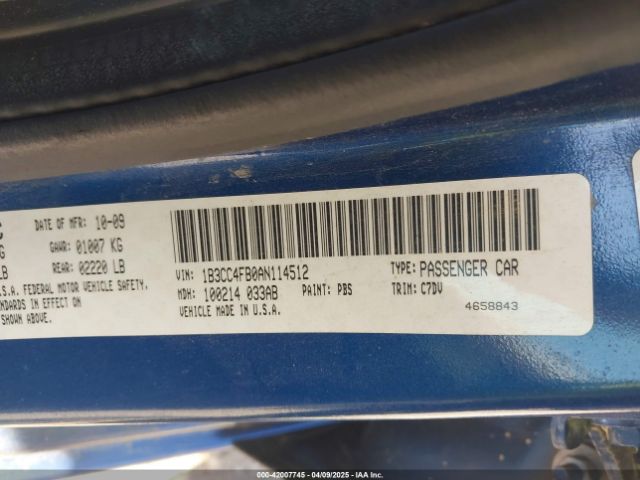 DATE OF MFR: 10-09
GAWR: 01007 KG
REAR: 02220 LB
.S.A. FEDERAL MOTOR VEHICLE SAFETY.
ANDARDS IN EFFECT ON
SHOWN ABOVE.
VIN: 1B3CC4FB0AN114512
TYPE: PASSENGER CAR
MDH: 100214 033AB
PAINT: PBS
TRIM: C7DV
VEHICLE MADE IN U.S.A.
4658843
000-42007745 - 04/09/2025 - IAA Inc.